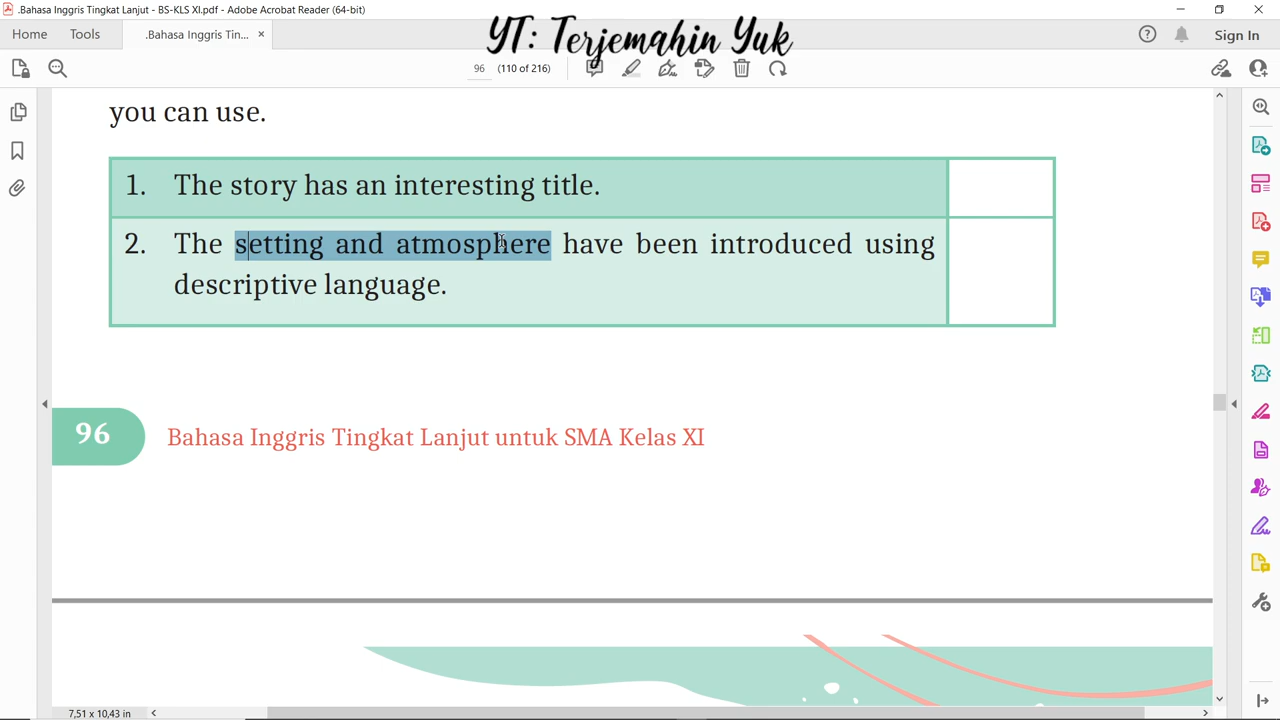 .Bahasa Inggris Tingkat Lanjut - BS-KLS XI.pdf - Adobe Acrobat Reader (64-bit)
YT: Terjemahin Yuk
Home Tools .Bahasa Inggris Tin... × Sign In
96 (110 of 216)
you can use.
1. The story has an interesting title.
2. The setting and atmosphere have been introduced using
descriptive language.
96 Bahasa Inggris Tingkat Lanjut untuk SMA Kelas XI
7,51 x 10,43 in